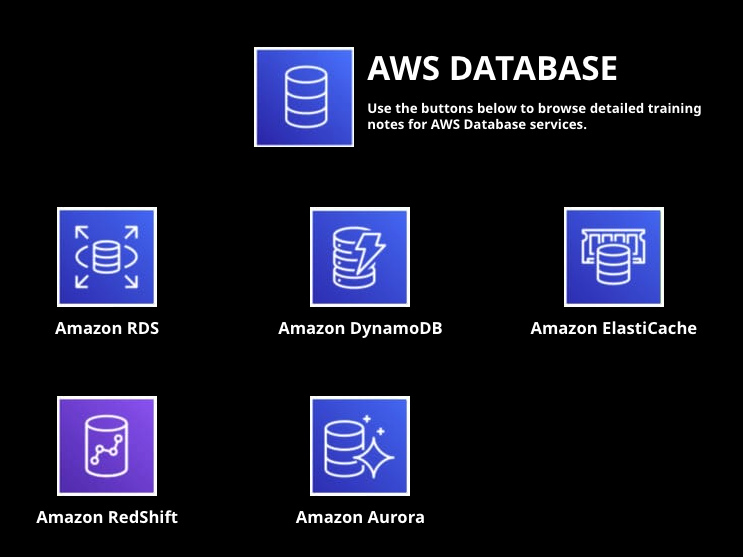 AWS DATABASE
Use the buttons below to browse detailed training
notes for AWS Database services.
Amazon RDS
Amazon DynamoDB
Amazon ElastiCache
Amazon RedShift
Amazon Aurora